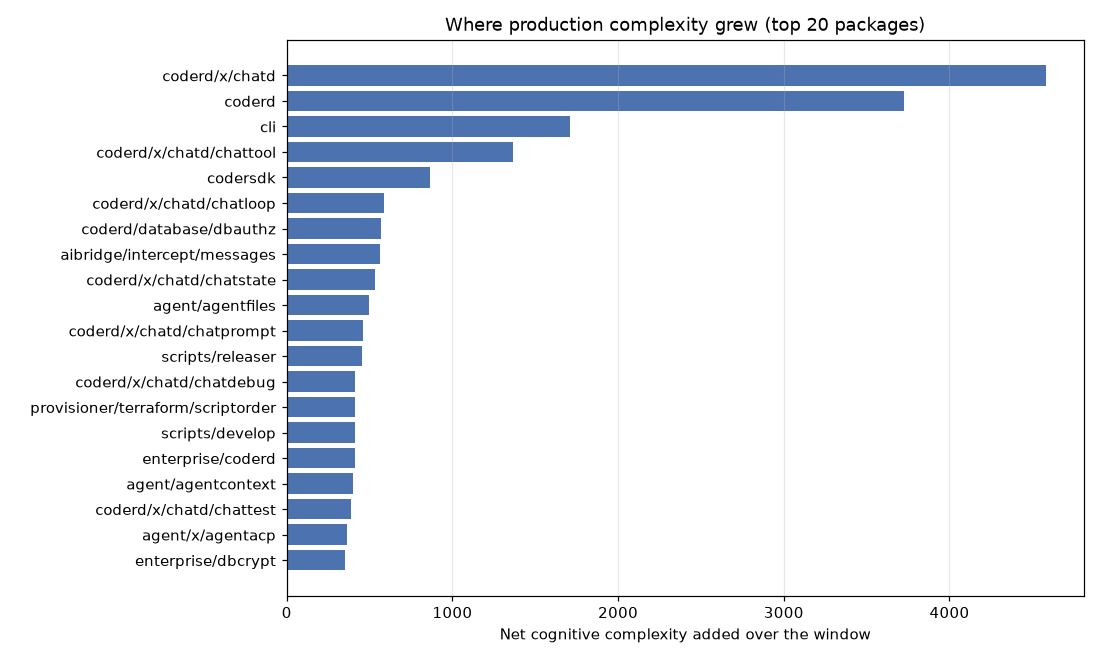 Where production complexity grew (top 20 packages)
coderd/x/chatd
coderd
cli
coderd/x/chatd/chattool
codersdk
coderd/x/chatd/chatloop
coderd/database/dbauthz
aibridge/intercept/messages
coderd/x/chatd/chatstate
agent/agentfiles
coderd/x/chatd/chatprompt
scripts/releaser
coderd/x/chatd/chatdebug
provisioner/terraform/scriptorder
scripts/develop
enterprise/coderd
agent/agentcontext
coderd/x/chatd/chattest
agent/x/agentacp
enterprise/dbcrypt
0 1000 2000 3000 4000
Net cognitive complexity added over the window